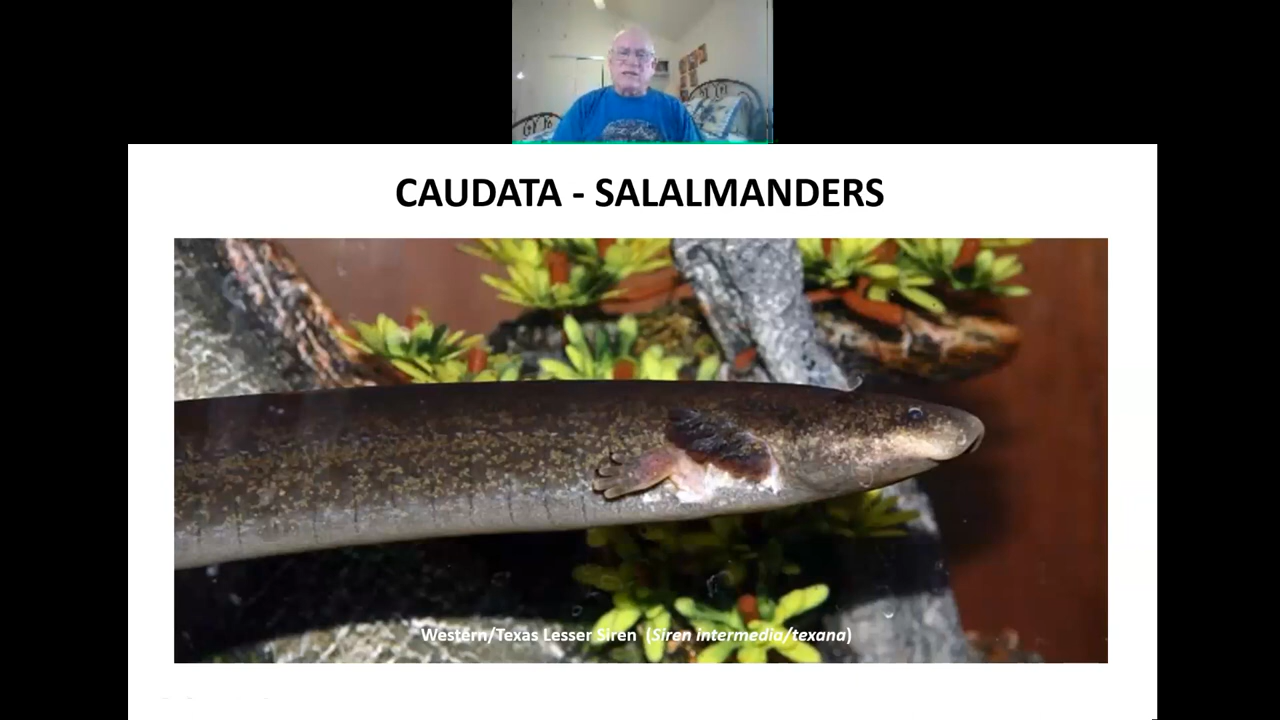 CAUDATA - SALALMANDERS
Western/Texas Lesser Siren (Siren intermedia/texana)